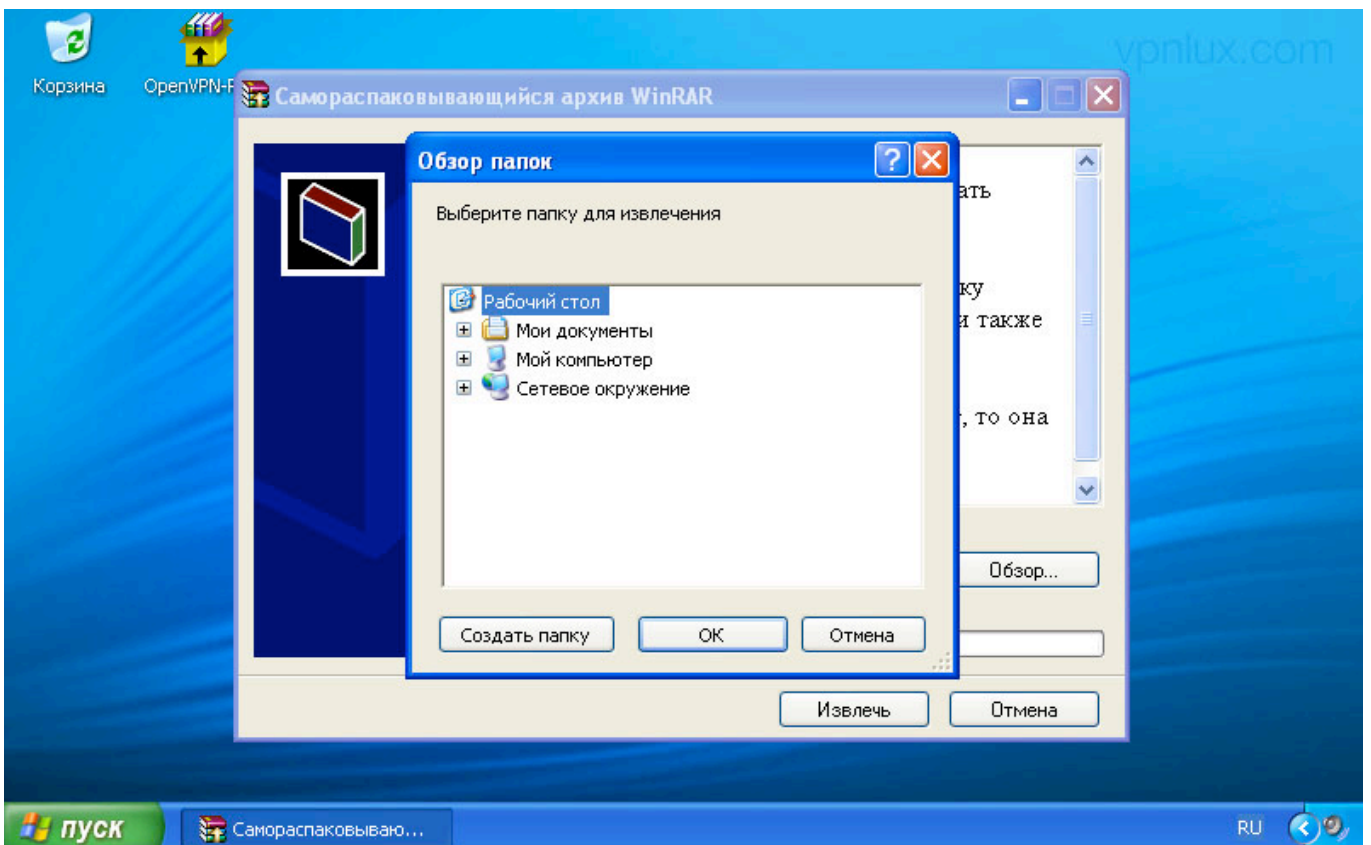 vpnlux.com
Корзина
OpenVPN-
Самораспаковывающийся архив WinRAR
Обзор папок
Выберите папку для извлечения
Рабочий стол
Мои документы
Мой компьютер
Сетевое окружение
Создать папку
ОК
Отмена
ать
ку
и также
, то она
Обзор...
Извлечь
Отмена
пуск
Самораспаковываю...
RU